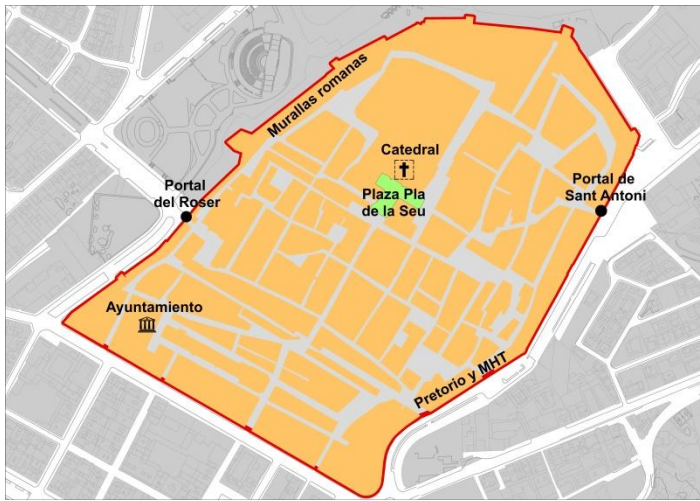 Murallas romanas
Catedral
Plaza Pla
de la Seu
Portal
del Roser
Portal de
Sant Antoni
Ayuntamiento
Pretorio y MHT